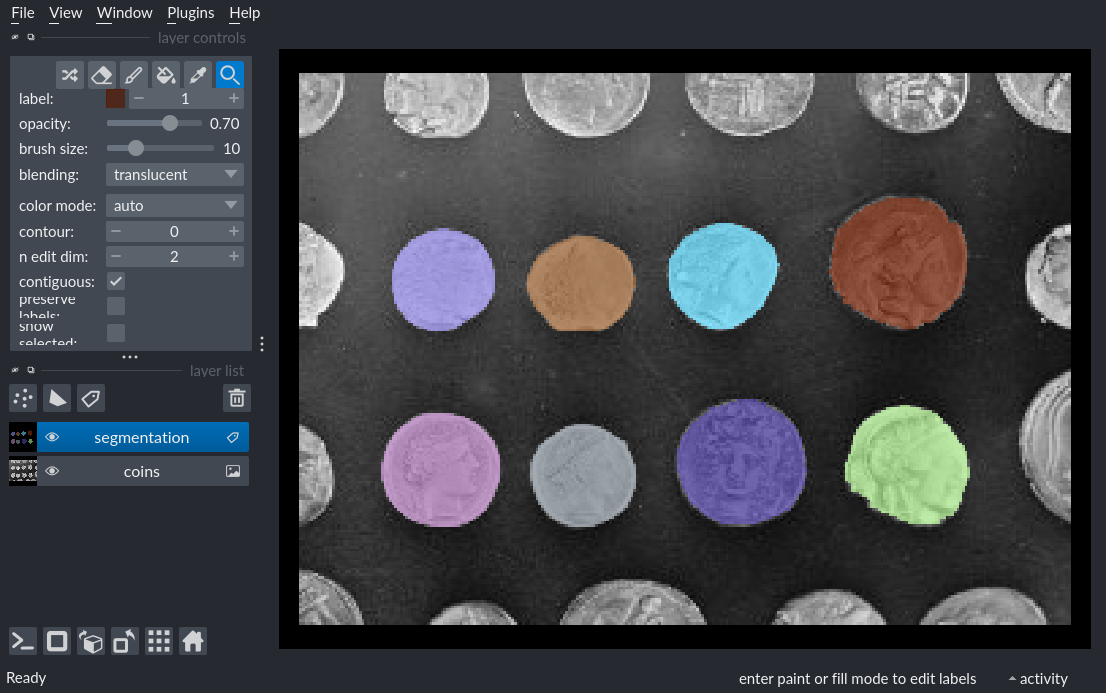 File View Window Plugins Help
layer controls
label: 1
opacity: 0.70
brush size: 10
blending: translucent
color mode: auto
contour: 0
n edit dim: 2
contiguous:
preserve
labels:
show
selected:
layer list
segmentation
coins
Ready enter paint or fill mode to edit labels activity